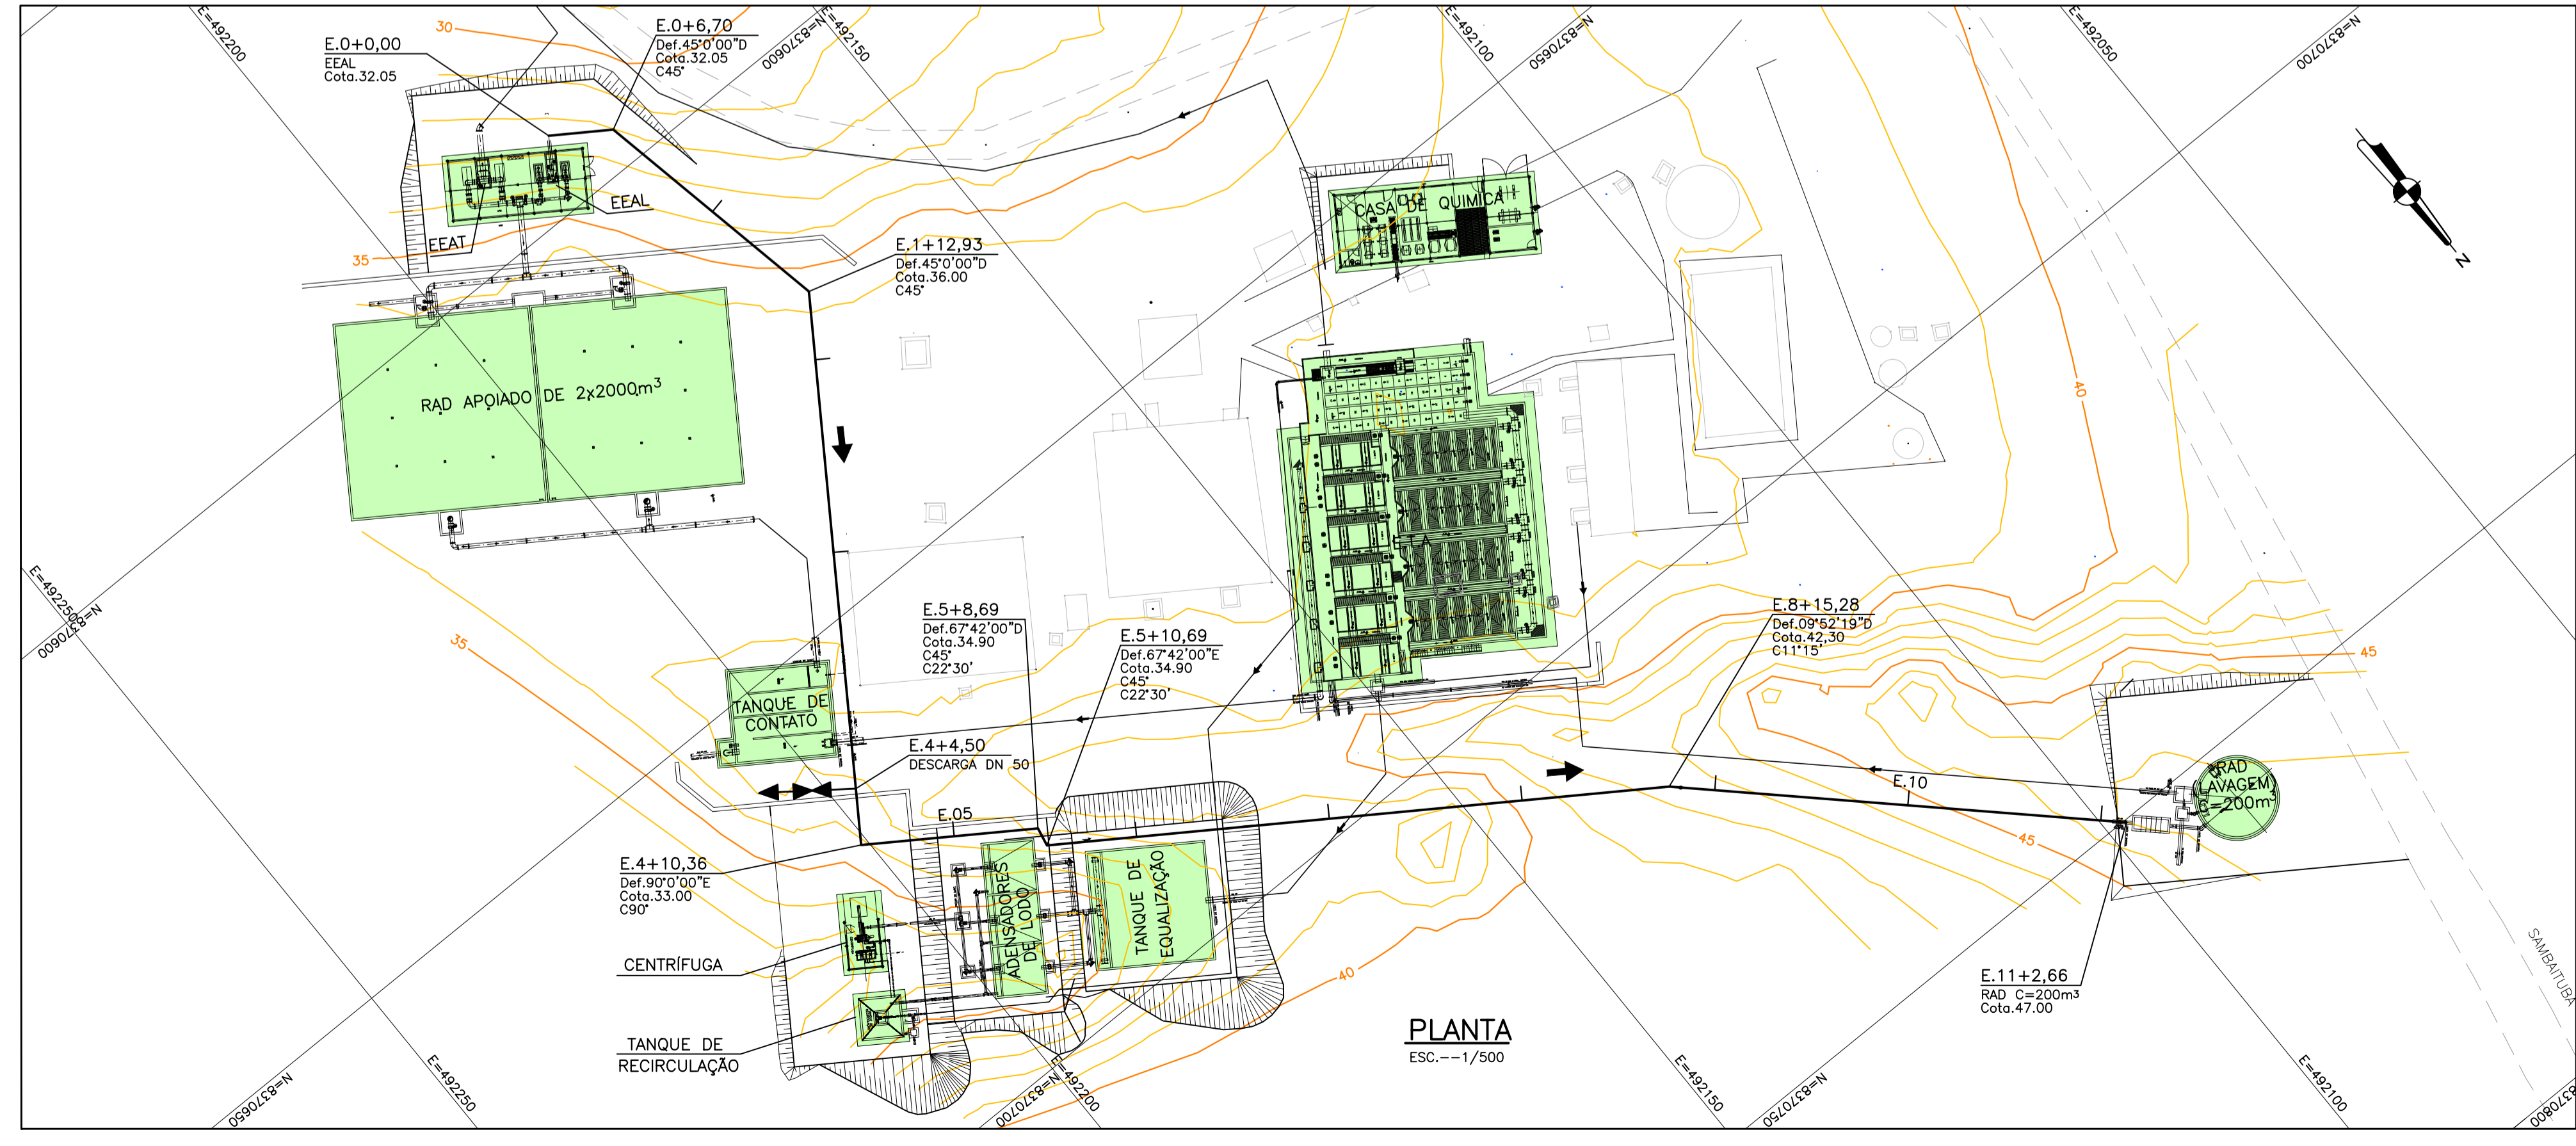 E=492200
E=492150
E=492100
E=492050
N=8370600
N=8370650
N=8370700
30
E.0+0,00
EEAL
Cota.32.05
E.0+6,70
Def.45°0'00"D
Cota.32.05
C45°
EEAL
EEAT
35
E.1+12,93
Def.45°0'00"D
Cota.36.00
C45°
CASA DE QUIMICA
N
RAD APOIADO DE 2x2000m³
40
ETA
E=492250
N=8370600
35
E.5+8,69
Def.67°42'00"D
Cota.34.90
C45°
C22°30'
E.5+10,69
Def.67°42'00"E
Cota.34.90
C45°
C22°30'
E.8+15,28
Def.09°52'19"D
Cota.42,30
C11°15'
45
TANQUE DE
CONTATO
E.4+4,50
DESCARGA DN 50
E.05
E.10
RAD
LAVAGEM
C=200m³
45
E.4+10,36
Def.90°0'00"E
Cota.33.00
C90°
ADENSADORES
DE LODO
TANQUE DE
EQUALIZAÇÃO
CENTRÍFUGA
40
E.11+2,66
RAD C=200m³
Cota.47.00
SAMBAITUBA
TANQUE DE
RECIRCULAÇÃO
PLANTA
ESC.--1/500
N=8370650
E=492250
N=8370700
E=492200
E=492150
N=8370750
E=492100
N=8370800